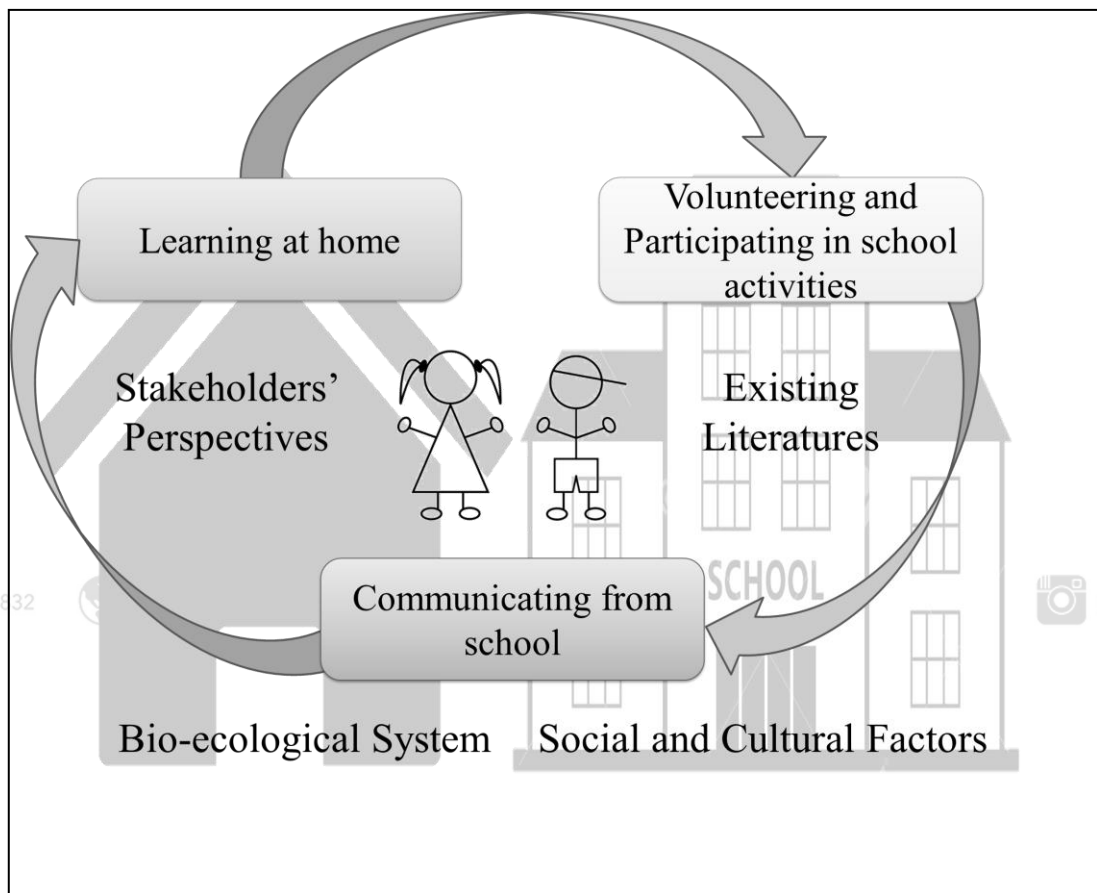 Learning at home
Volunteering and
Participating in school
activities
Stakeholders’
Perspectives
Existing
Literatures
SCHOOL
832
Communicating from
school
Bio-ecological System
Social and Cultural Factors